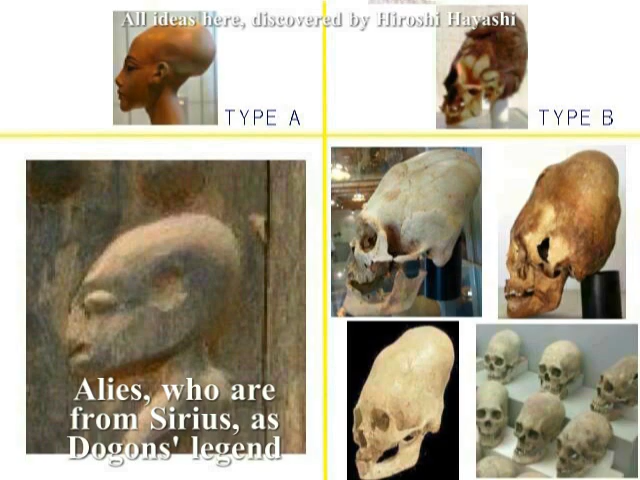 All ideas here, discovered by Hiroshi Hayashi
TYPE A
TYPE B
Alies, who are
from Sirius, as
Dogons' legend